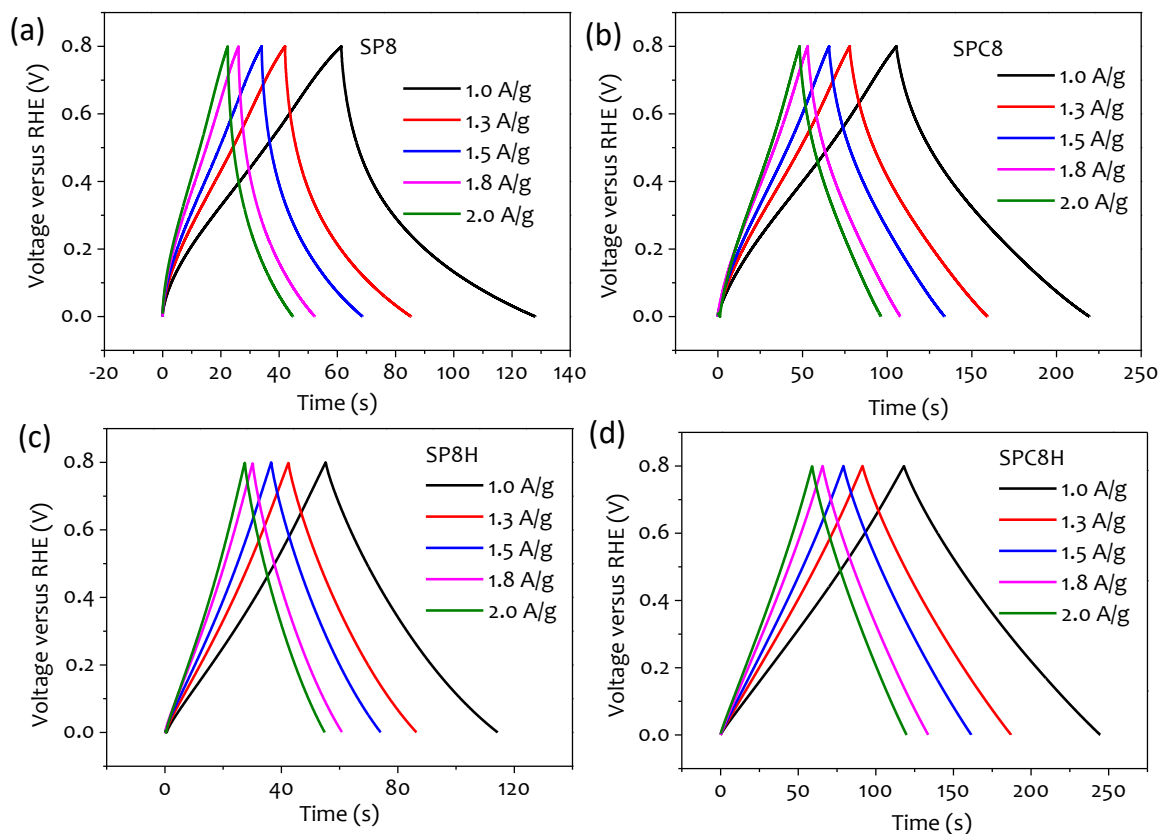 (a)
SP8
1.0 A/g
1.3 A/g
1.5 A/g
1.8 A/g
2.0 A/g
Voltage versus RHE (V)
0.8
0.6
0.4
0.2
0.0
-20 0 20 40 60 80 100 120 140
Time (s)
(b)
SPC8
1.0 A/g
1.3 A/g
1.5 A/g
1.8 A/g
2.0 A/g
Voltage versus RHE (V)
0.8
0.6
0.4
0.2
0.0
0 50 100 150 200 250
Time (s)
(c)
SP8H
1.0 A/g
1.3 A/g
1.5 A/g
1.8 A/g
2.0 A/g
Voltage versus RHE (V)
0.8
0.6
0.4
0.2
0.0
0 40 80 120
Time (s)
(d)
SPC8H
1.0 A/g
1.3 A/g
1.5 A/g
1.8 A/g
2.0 A/g
Voltage versus RHE (V)
0.8
0.6
0.4
0.2
0.0
0 50 100 150 200 250
Time (s)